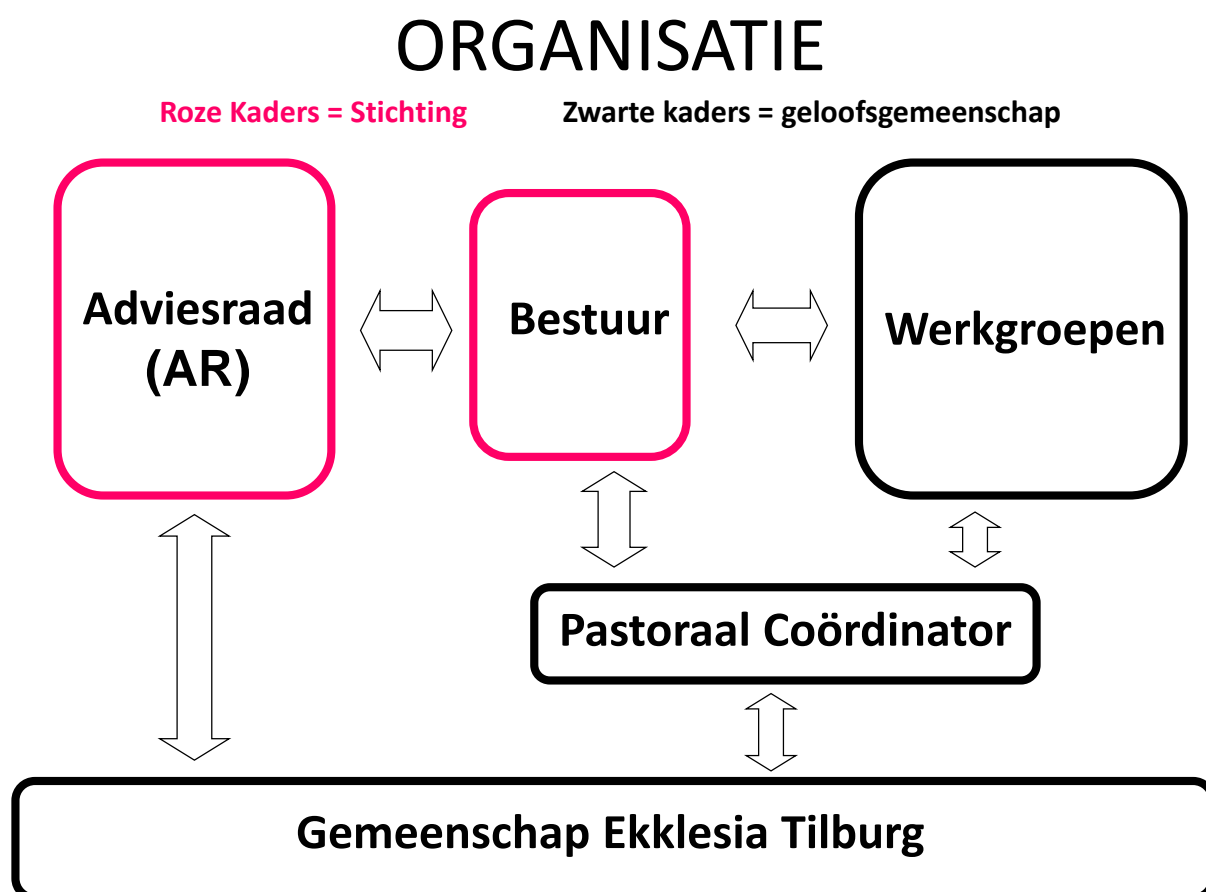 ORGANISATIE
Roze Kaders = Stichting
Zwarte kaders = geloofsgemeenschap
Adviesraad
(AR)
Bestuur
Werkgroepen
Pastoraal Coördinator
Gemeenschap Ekklesia Tilburg